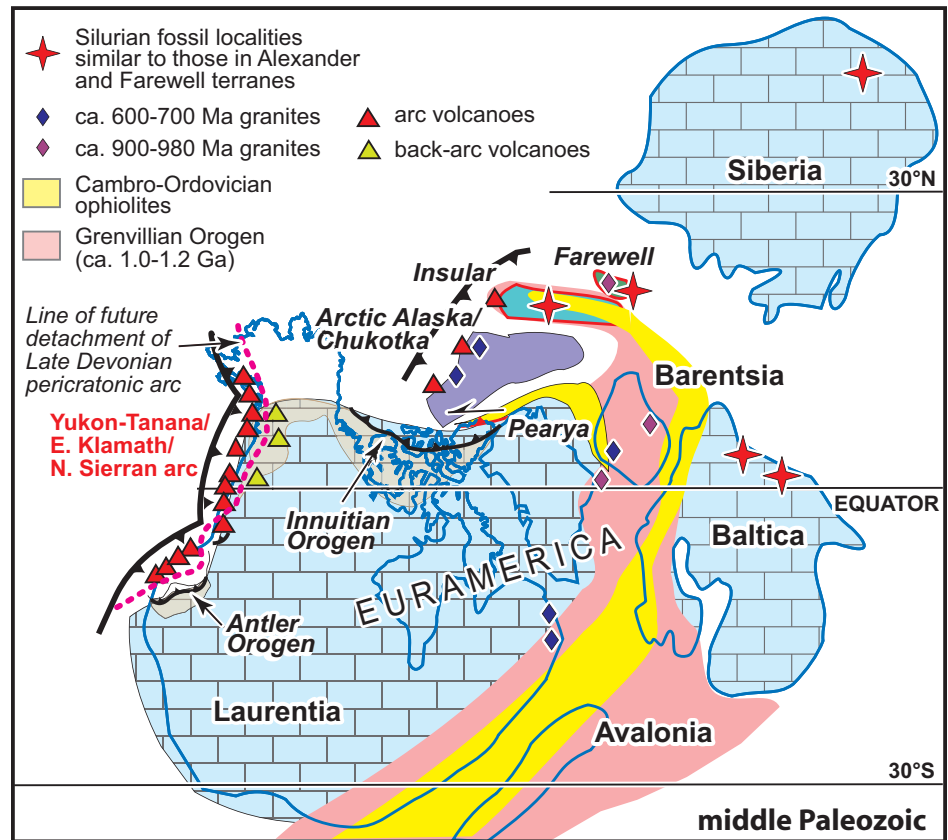 Silurian fossil localities
similar to those in Alexander
and Farewell terranes
ca. 600-700 Ma granites
ca. 900-980 Ma granites
arc volcanoes
back-arc volcanoes
Cambro-Ordovician
ophiolites
Grenvillian Orogen
(ca. 1.0-1.2 Ga)
Siberia
30°N
Farewell
Insular
Line of future
detachment of
Late Devonian
pericratonic arc
Arctic Alaska/
Chukotka
Barentsia
Yukon-Tanana/
E. Klamath/
N. Sierran arc
Pearya
EQUATOR
Innuitian
Orogen
Baltica
EURAMERICA
Antler
Orogen
Laurentia
Avalonia
30°S
middle Paleozoic